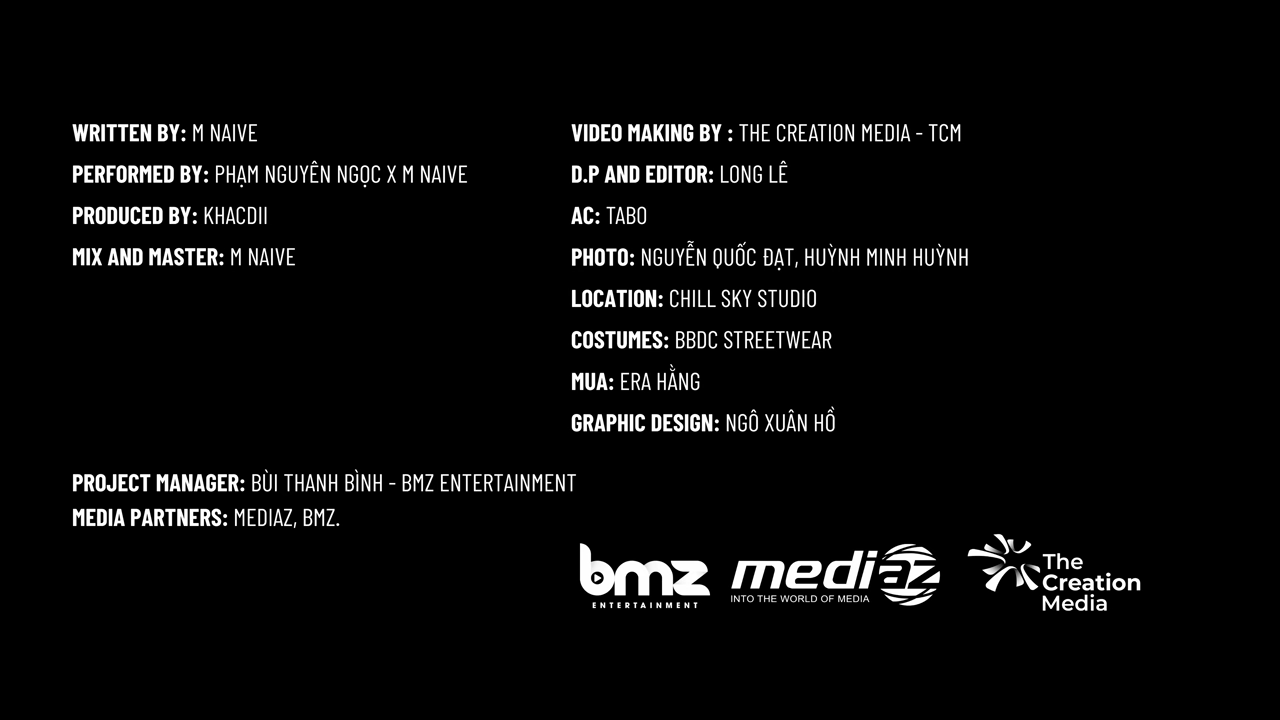 WRITTEN BY: M NAIVE
PERFORMED BY: PHẠM NGUYÊN NGỌC X M NAIVE
PRODUCED BY: KHACDII
MIX AND MASTER: M NAIVE
VIDEO MAKING BY : THE CREATION MEDIA - TCM
D.P AND EDITOR: LONG LÊ
AC: TABO
PHOTO: NGUYỄN QUỐC ĐẠT, HUỲNH MINH HUỲNH
LOCATION: CHILL SKY STUDIO
COSTUMES: BBDC STREETWEAR
MUA: ERA HẰNG
GRAPHIC DESIGN: NGÔ XUÂN HỒ
PROJECT MANAGER: BÙI THANH BÌNH - BMZ ENTERTAINMENT
MEDIA PARTNERS: MEDIAZ, BMZ.
bmz
ENTERTAINMENT
mediaz
INTO THE WORLD OF MEDIA
The
Creation
Media